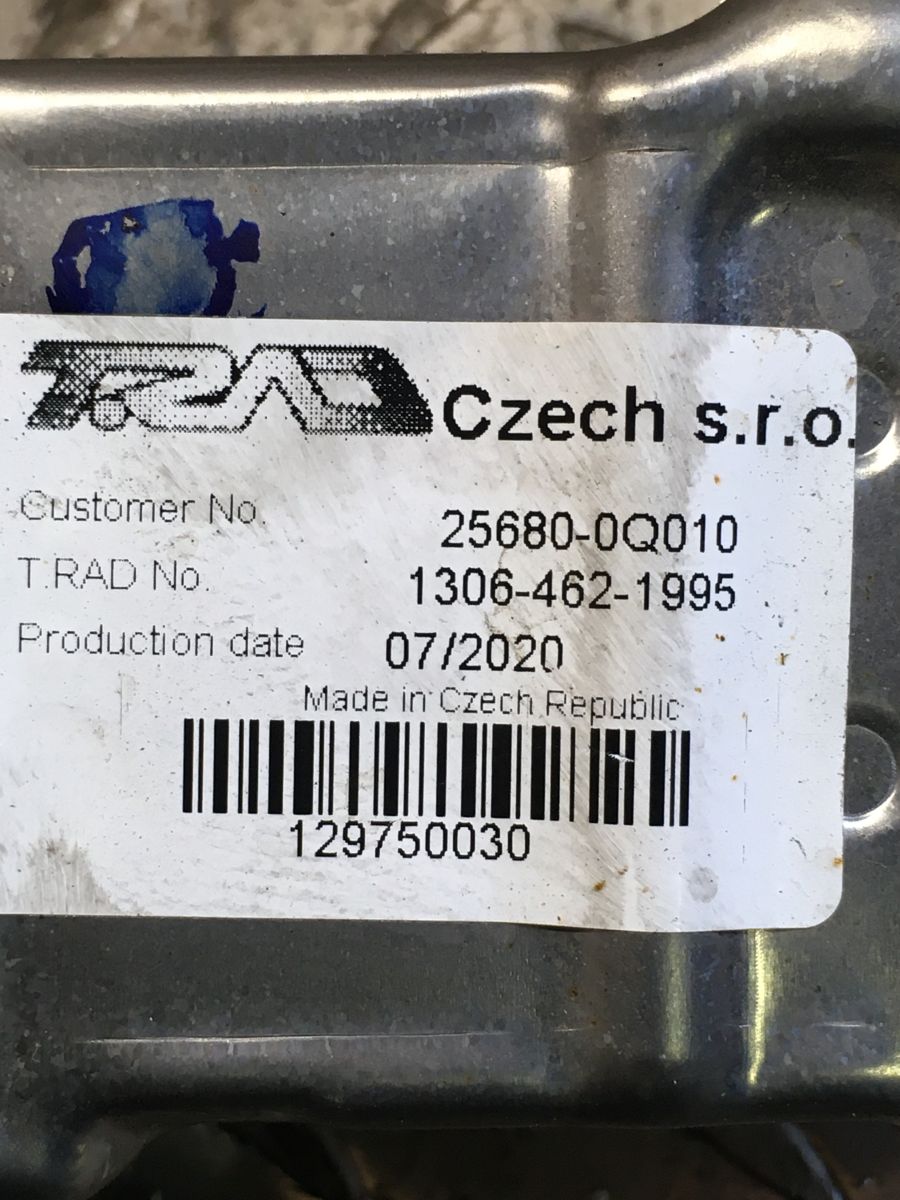 T.RAD Czech s.r.o.
Customer No. 25680-0Q010
T.RAD No. 1306-462-1995
Production date 07/2020
Made in Czech Republic
129750030